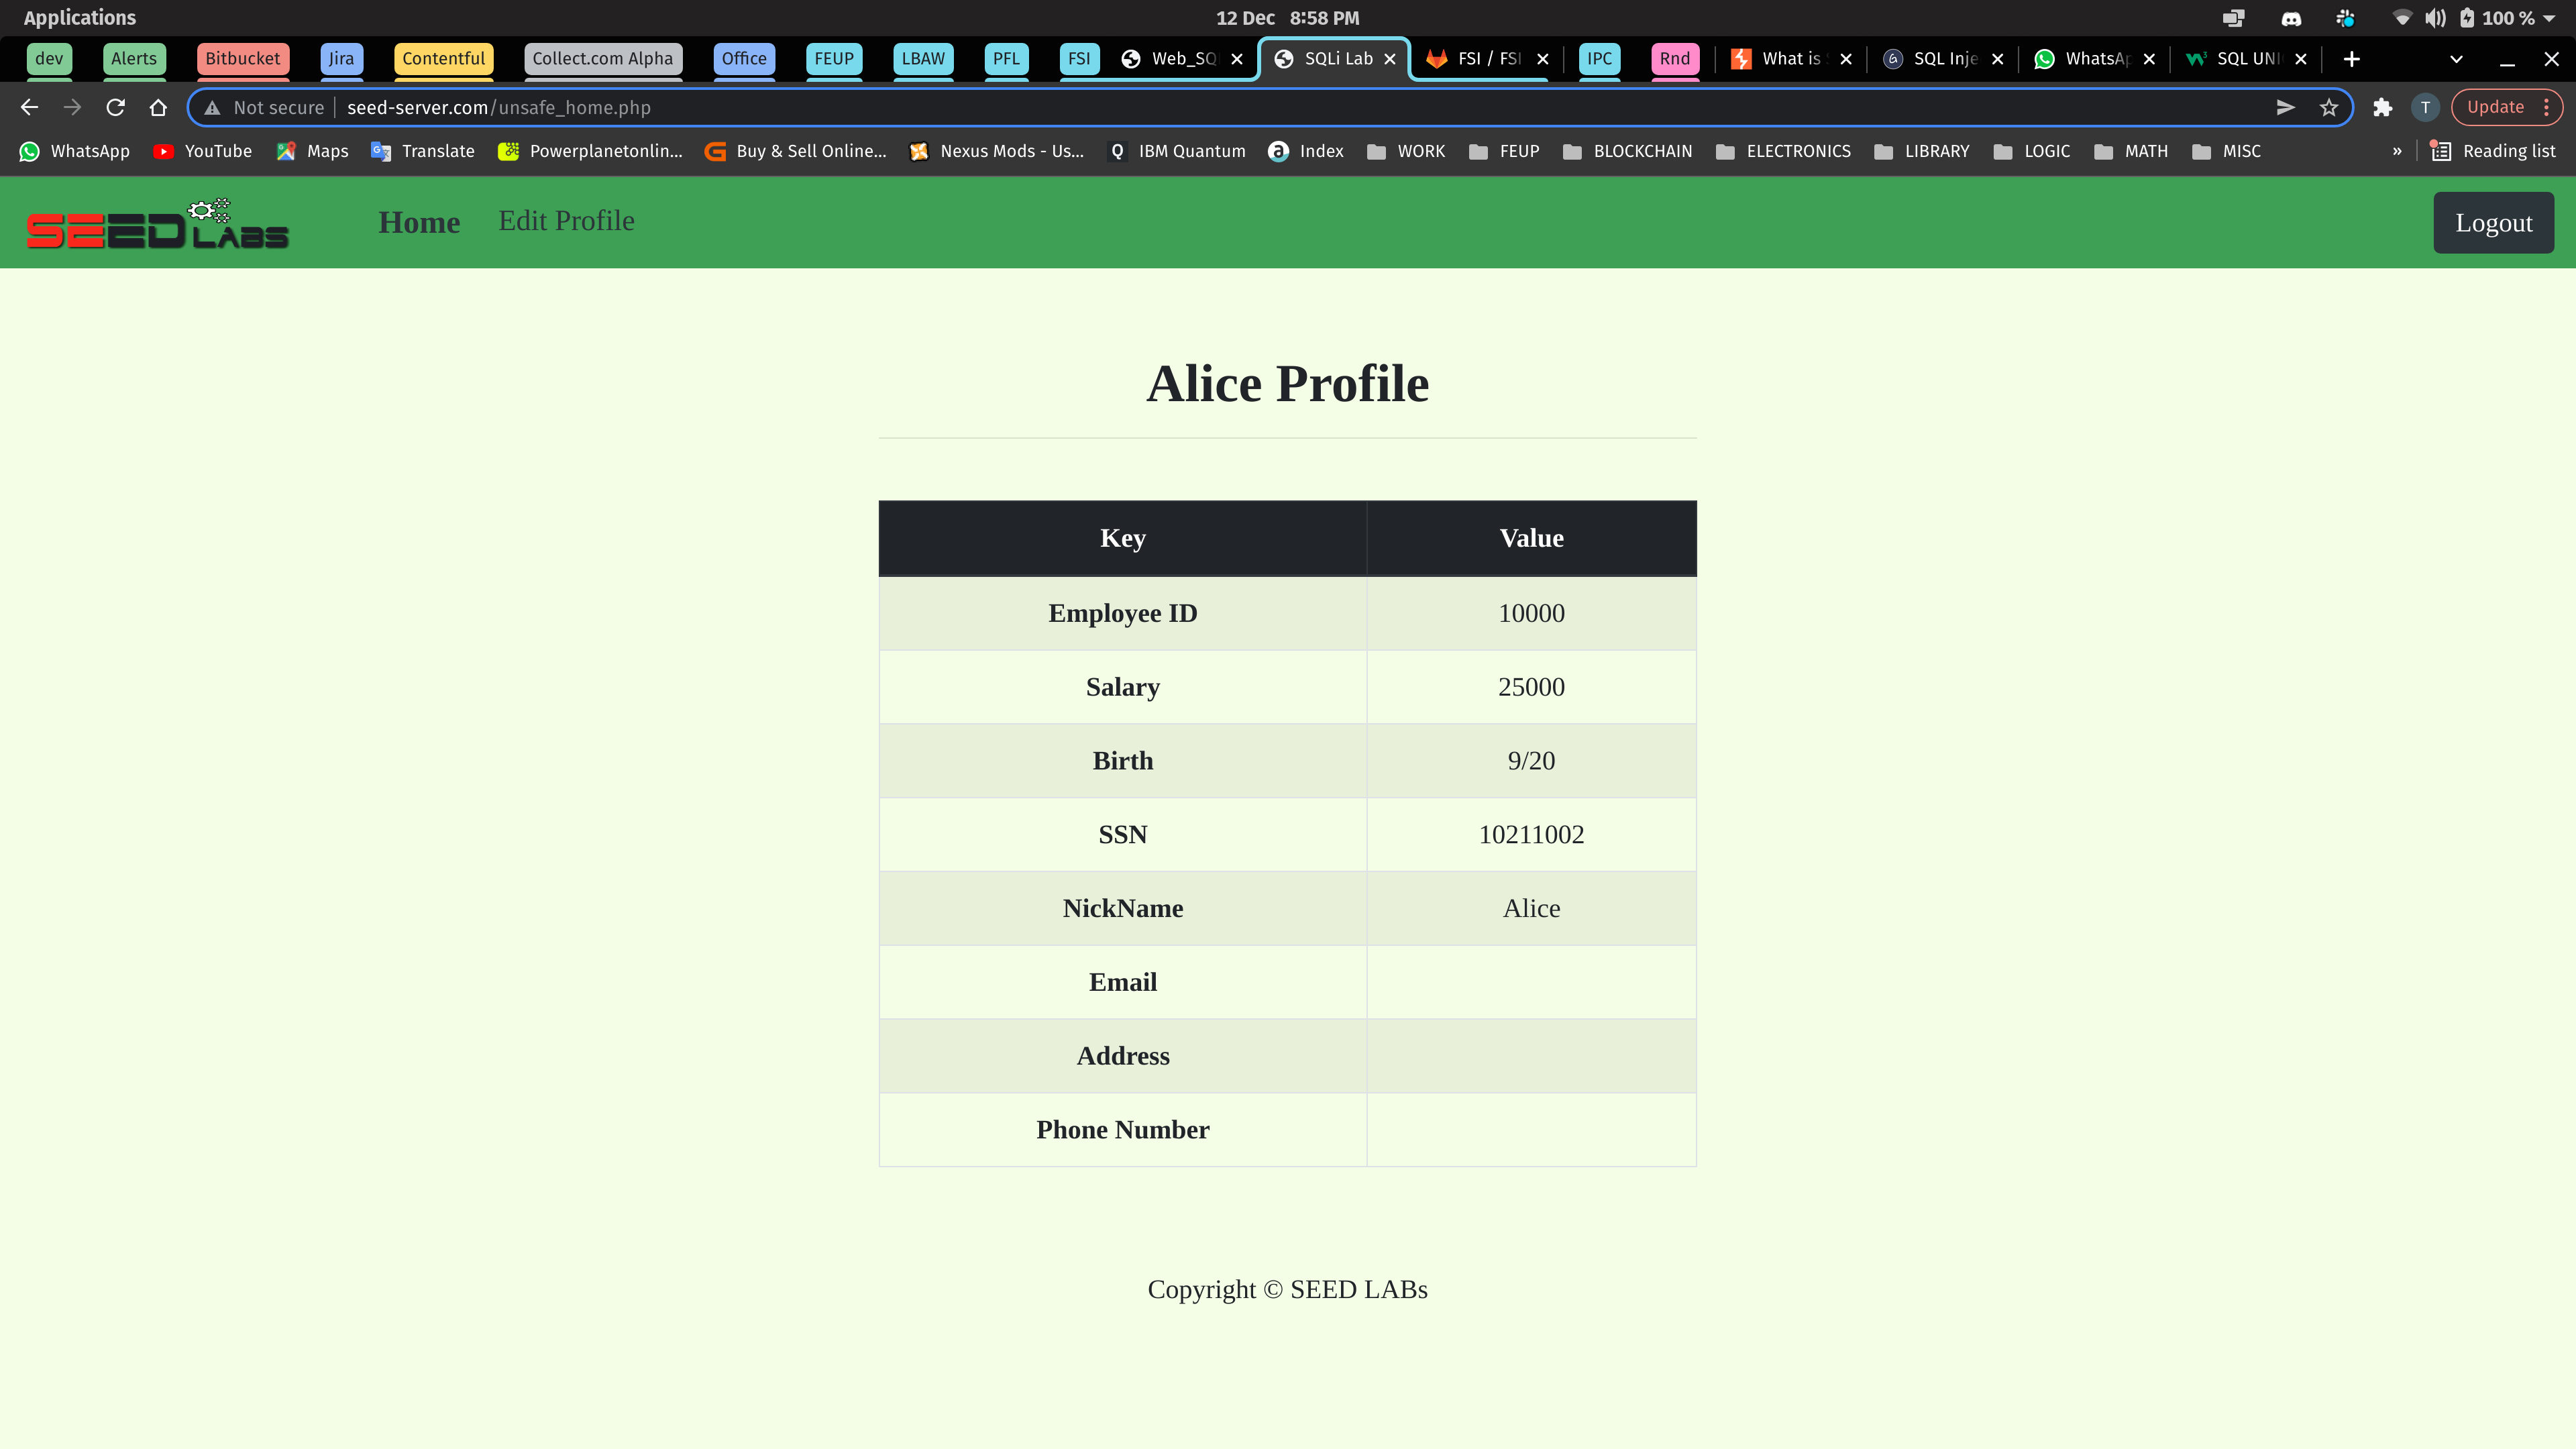 Applications 12 Dec 8:58 PM 100 %
dev Alerts Bitbucket Jira Contentful Collect.com Alpha Office FEUP LBAW PFL FSI Web_SQ SQLi Lab FSI / FSI IPC Rnd What is SQL Inje WhatsAp SQL UNI
Not secure seed-server.com/unsafe_home.php T Update
WhatsApp YouTube Maps Translate Powerplanetonlin... Buy & Sell Online... Nexus Mods - Us... IBM Quantum Index WORK FEUP BLOCKCHAIN ELECTRONICS LIBRARY LOGIC MATH MISC » Reading list
SEED LABS Home Edit Profile Logout
Alice Profile
Key Value
Employee ID 10000
Salary 25000
Birth 9/20
SSN 10211002
NickName Alice
Email
Address
Phone Number
Copyright © SEED LABs